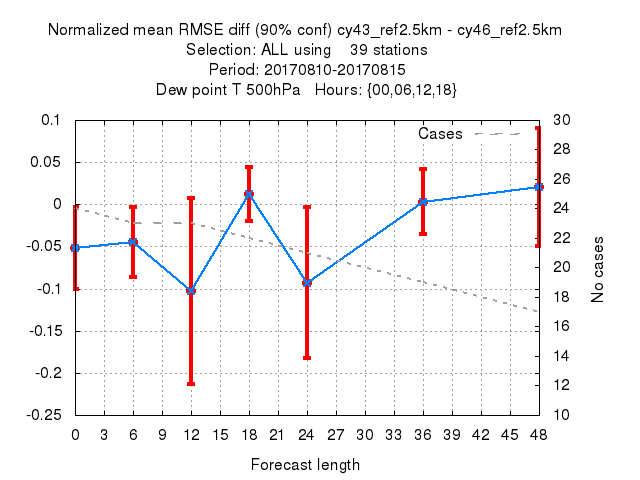 Normalized mean RMSE diff (90% conf) cy43_ref2.5km - cy46_ref2.5km
Selection: ALL using 39 stations
Period: 20170810-20170815
Dew point T 500hPa Hours: {00,06,12,18}
Cases
0.1
0.05
0
-0.05
-0.1
-0.15
-0.2
-0.25
30
28
26
24
22
20
18
16
14
12
10
No cases
0 3 6 9 12 15 18 21 24 27 30 33 36 39 42 45 48
Forecast length